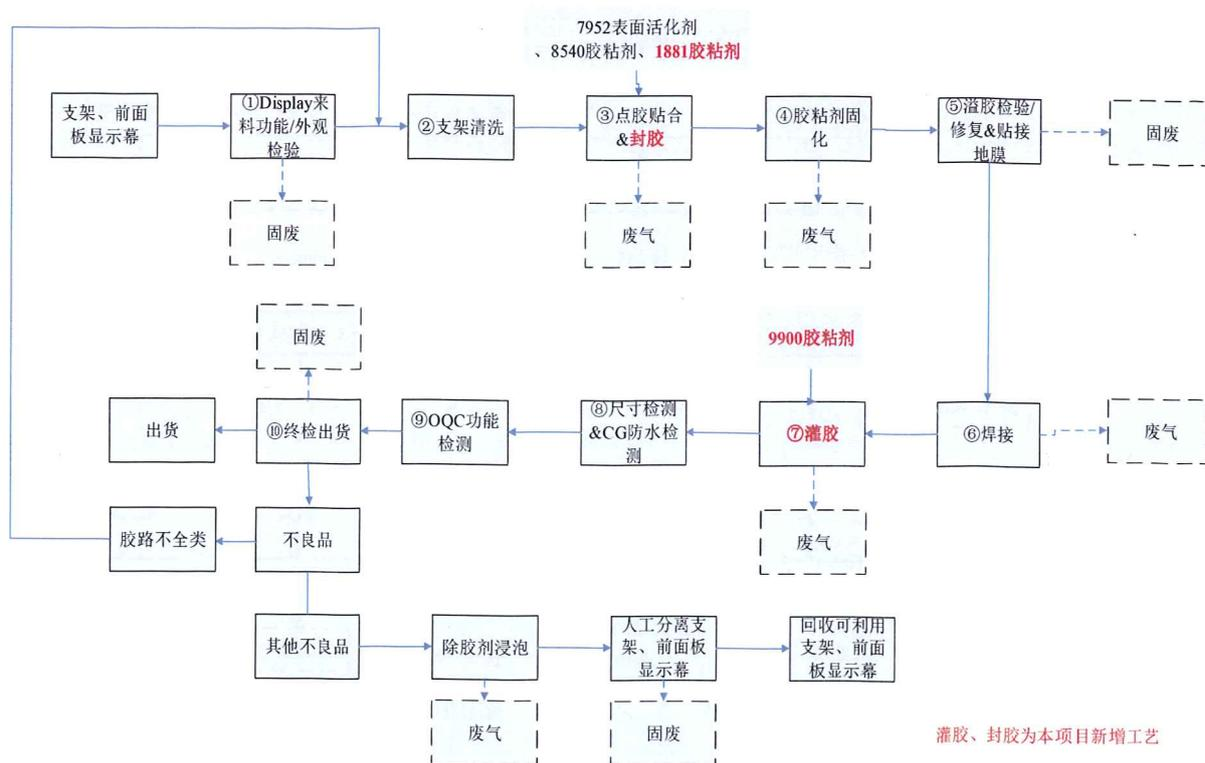 7952表面活化剂
、8540胶粘剂、1881胶粘剂
支架、前面
板显示幕
①Display来
料功能/外观
检验
②支架清洗
③点胶贴合
&封胶
④胶粘剂固
化
⑤溢胶检验/
修复&贴接
地膜
固废
固废
废气
废气
固废
9900胶粘剂
出货
⑩终检出货
⑨OQC功能
检测
⑧尺寸检测
&CG防水检
测
⑦灌胶
⑥焊接
废气
胶路不全类
不良品
废气
其他不良品
除胶剂浸泡
人工分离支
架、前面板
显示幕
回收可利用
支架、前面
板显示幕
废气
固废
灌胶、封胶为本项目新增工艺